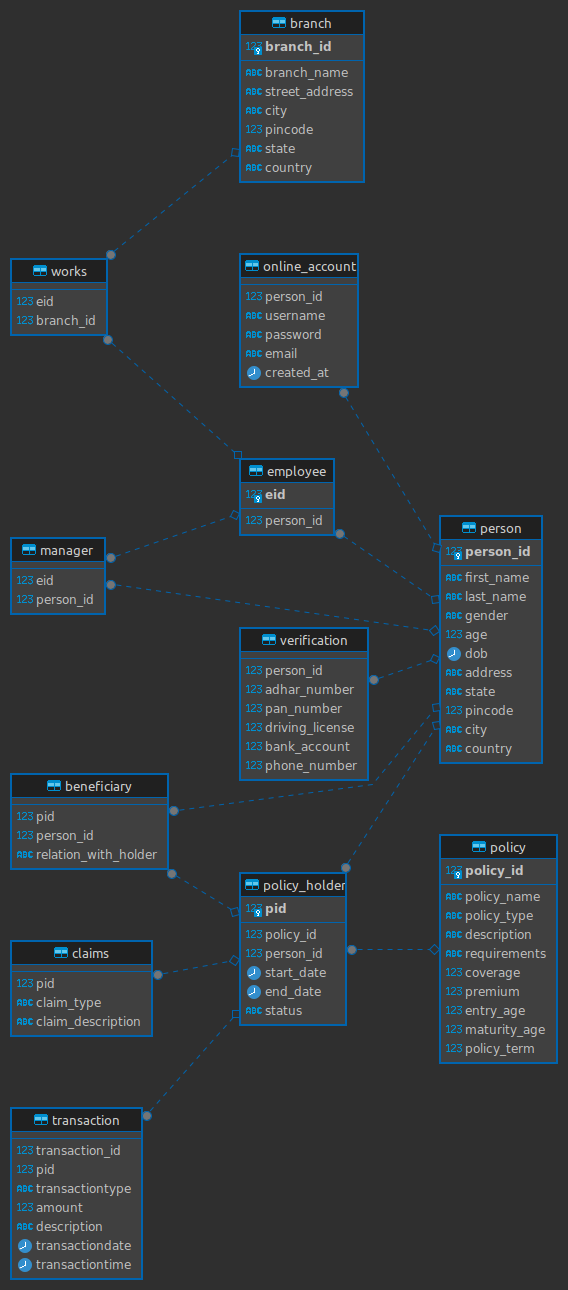 branch
123 branch_id
ABC branch_name
ABC street_address
ABC city
123 pincode
ABC state
ABC country
works
123 eid
123 branch_id
online_account
123 person_id
ABC username
ABC password
ABC email
created_at
employee
123 eid
123 person_id
manager
123 eid
123 person_id
person
123 person_id
ABC first_name
ABC last_name
ABC gender
123 age
dob
ABC address
ABC state
123 pincode
ABC city
ABC country
verification
123 person_id
123 adhar_number
123 pan_number
123 driving_license
123 bank_account
123 phone_number
beneficiary
123 pid
123 person_id
ABC relation_with_holder
policy_holder
123 pid
123 policy_id
123 person_id
start_date
end_date
ABC status
policy
123 policy_id
ABC policy_name
ABC policy_type
ABC description
ABC requirements
123 coverage
123 premium
123 entry_age
123 maturity_age
123 policy_term
claims
123 pid
ABC claim_type
ABC claim_description
transaction
123 transaction_id
123 pid
ABC transactiontype
123 amount
ABC description
transactiondate
transactiontime